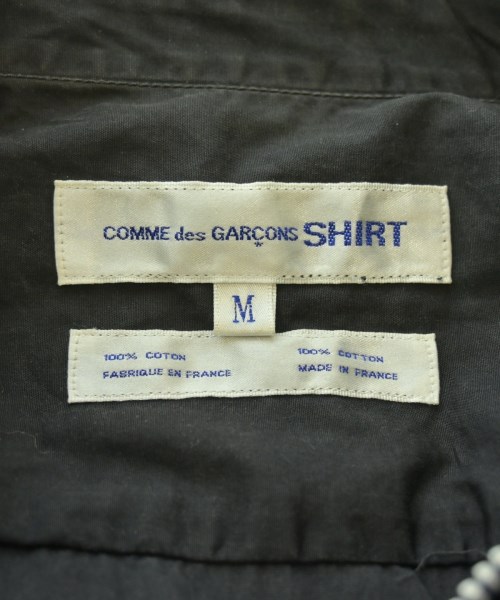 COMME des GARÇONS SHIRT
M
100% COTON
FABRIQUE EN FRANCE
100% COTTON
MADE IN FRANCE